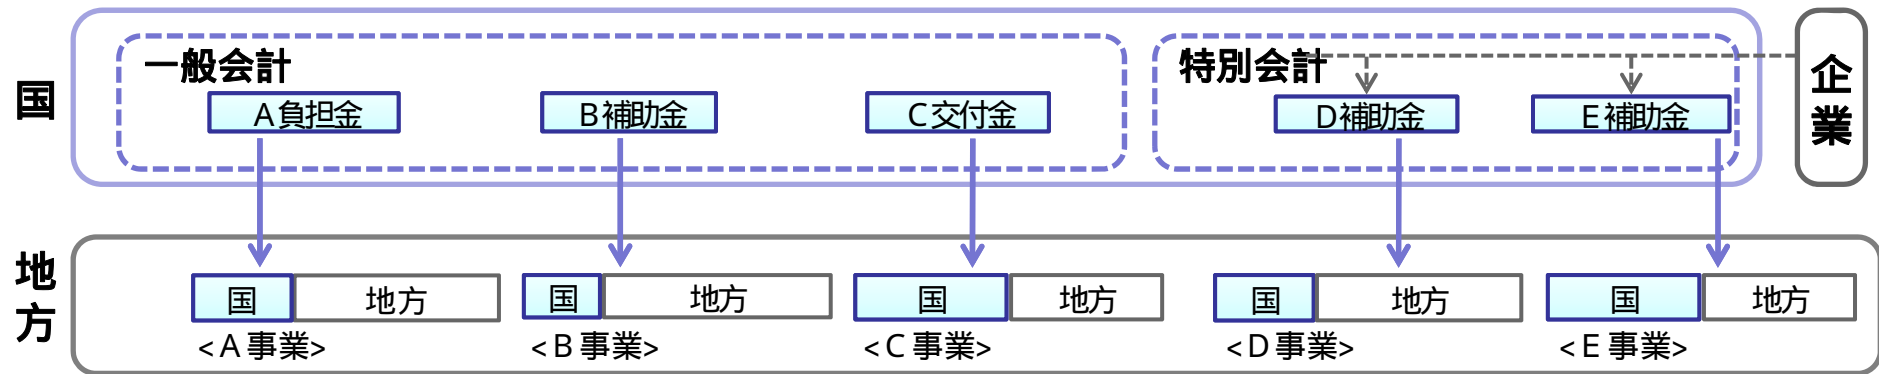 国
一般会計
A負担金
B補助金
C交付金
特別会計
D補助金
E補助金
企業
地方
国 地方
<A事業>
国 地方
<B事業>
国 地方
<C事業>
国 地方
<D事業>
国 地方
<E事業>